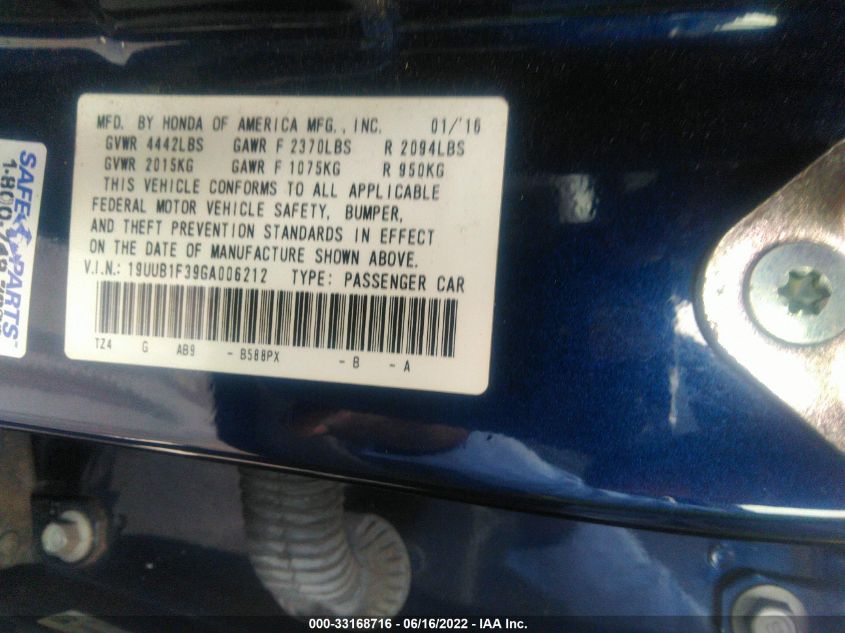 MFD. BY HONDA OF AMERICA MFG., INC. 01/'16
GVWR 4442LBS GAWR F 2370LBS R 2094LBS
GVWR 2015KG GAWR F 1075KG R 950KG
THIS VEHICLE CONFORMS TO ALL APPLICABLE
FEDERAL MOTOR VEHICLE SAFETY, BUMPER,
AND THEFT PREVENTION STANDARDS IN EFFECT
ON THE DATE OF MANUFACTURE SHOWN ABOVE.
V.I.N.: 19UUB1F39GA006212 TYPE: PASSENGER CAR
TZ4 G AB9 - B588PX - B - A
SAFE PARTS
000-33168716 - 06/16/2022 - IAA Inc.